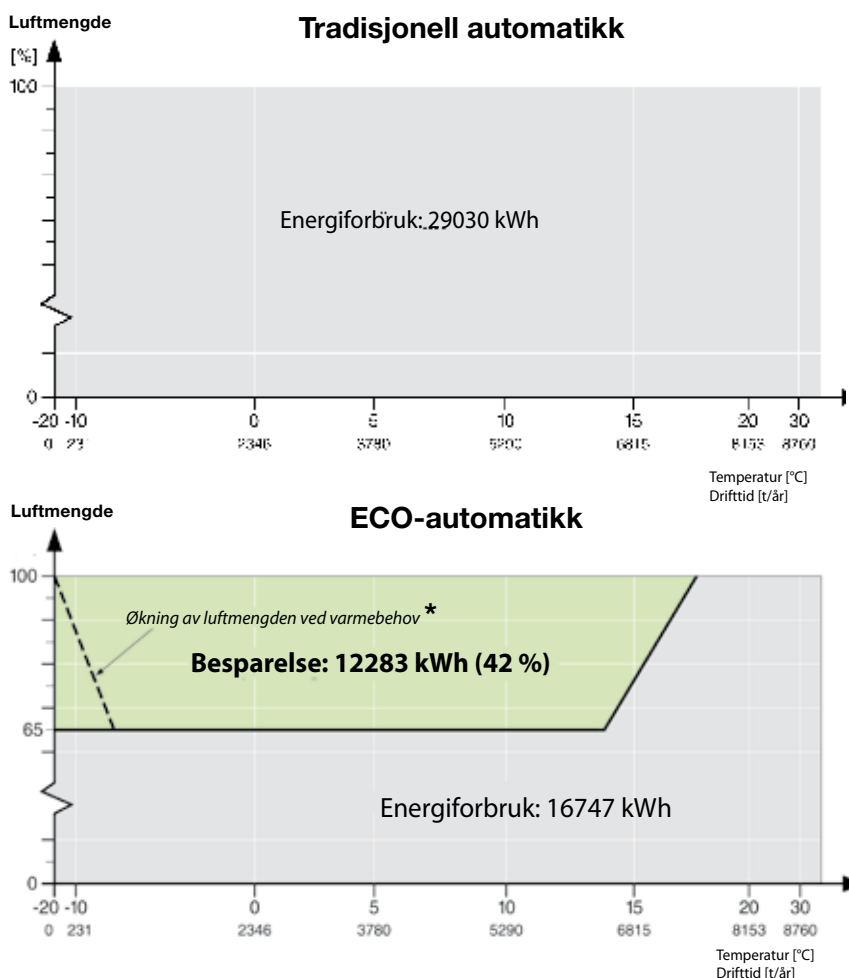 Luftmengde
Tradisjonell automatikk
[%]
100
Energiforbruk: 29030 kWh
0
-20 -10 0 5 10 15 20 30
0 231 2346 3780 5290 6815 8153 8760
Temperatur [°C]
Drifttid [t/år]
Luftmengde
ECO-automatikk
100
Økning av luftmengden ved varmebehov *
Besparelse: 12283 kWh (42 %)
65
Energiforbruk: 16747 kWh
0
-20 -10 0 5 10 15 20 30
0 231 2346 3780 5290 6815 8153 8760
Temperatur [°C]
Drifttid [t/år]